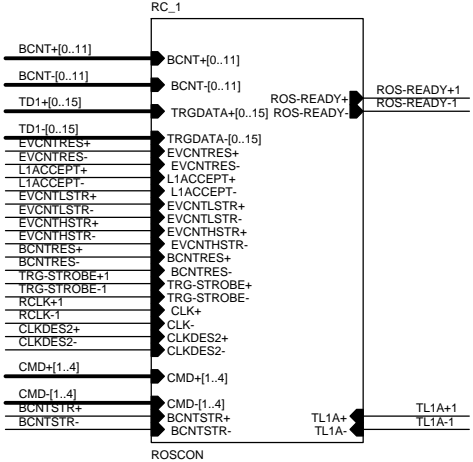 RC_1
BCNT+[0..11]
BCNT+[0..11]
BCNT-[0..11]
BCNT-[0..11]
ROS-READY+ ROS-READY+1
TD1+[0..15]
TRGDATA+[0..15] ROS-READY- ROS-READY-1
TD1-[0..15]
TRGDATA-[0..15]
EVCNTRES+
EVCNTRES+
EVCNTRES-
EVCNTRES-
L1ACCEPT+
L1ACCEPT+
L1ACCEPT-
L1ACCEPT-
EVCNTLSTR+
EVCNTLSTR+
EVCNTLSTR-
EVCNTLSTR-
EVCNTHSTR+
EVCNTHSTR+
EVCNTHSTR-
EVCNTHSTR-
BCNTRES+
BCNTRES+
BCNTRES-
BCNTRES-
TRG-STROBE+1
TRG-STROBE+
TRG-STROBE-1
TRG-STROBE-
RCLK+1
CLK+
RCLK-1
CLK-
CLKDES2+
CLKDES2+
CLKDES2-
CLKDES2-
CMD+[1..4]
CMD+[1..4]
CMD-[1..4]
CMD-[1..4]
BCNTSTR+
BCNTSTR+ TL1A+ TL1A+1
BCNTSTR-
BCNTSTR- TL1A- TL1A-1
ROSCON